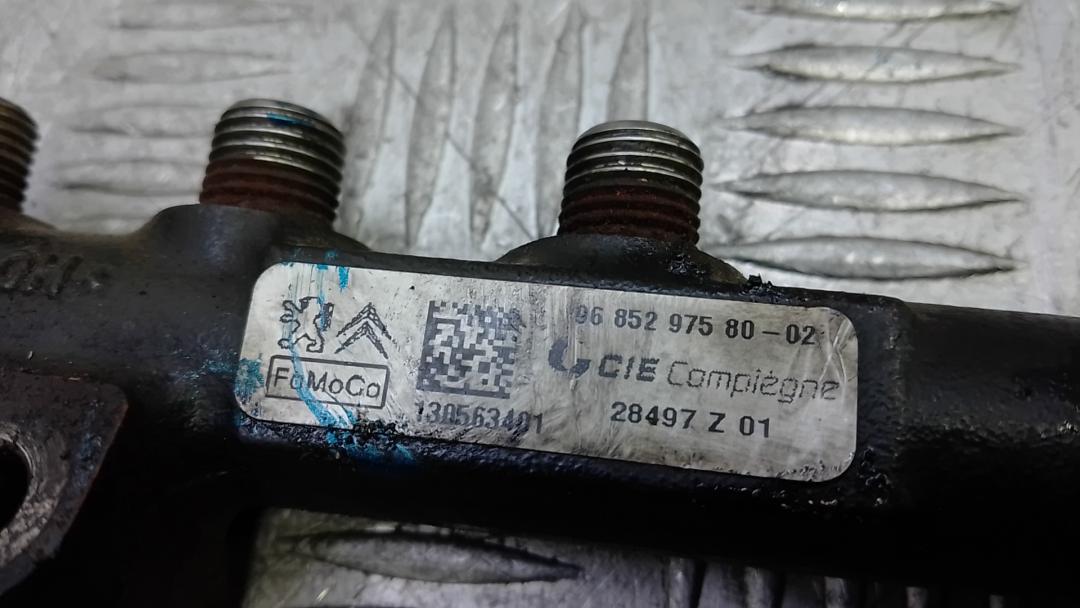 96 852 975 80-02
CIE Compiègne
FoMoCo
130563401
28497 Z 01